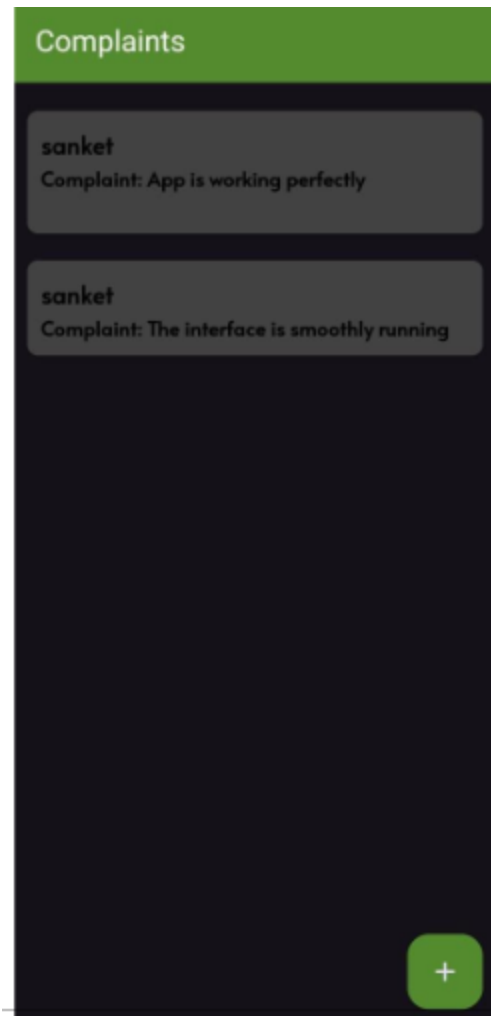 Complaints
sanket
Complaint: App is working perfectly
sanket
Complaint: The interface is smoothly running
+